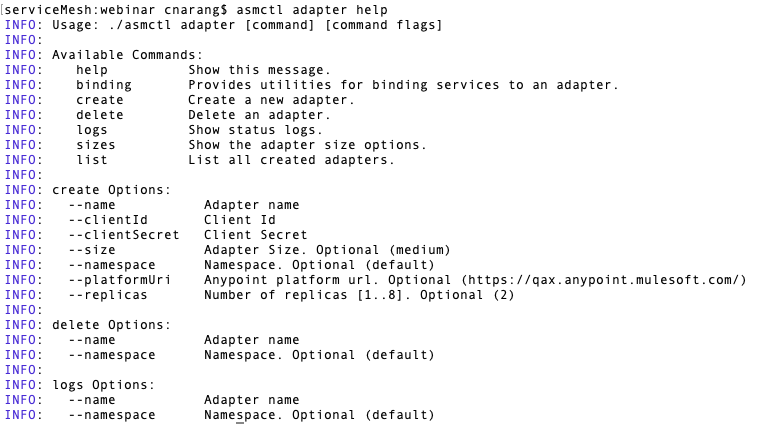 [serviceMesh:webinar cnarang$ asmctl adapter help
INFO: Usage: ./asmctl adapter [command] [command flags]
INFO:
INFO: Available Commands:
INFO:    help          Show this message.
INFO:    binding       Provides utilities for binding services to an adapter.
INFO:    create        Create a new adapter.
INFO:    delete        Delete an adapter.
INFO:    logs          Show status logs.
INFO:    sizes         Show the adapter size options.
INFO:    list          List all created adapters.
INFO:
INFO: create Options:
INFO:   --name           Adapter name
INFO:   --clientId       Client Id
INFO:   --clientSecret   Client Secret
INFO:   --size           Adapter Size. Optional (medium)
INFO:   --namespace      Namespace. Optional (default)
INFO:   --platformUri    Anypoint platform url. Optional (https://qax.anypoint.mulesoft.com/)
INFO:   --replicas       Number of replicas [1..8]. Optional (2)
INFO:
INFO: delete Options:
INFO:   --name           Adapter name
INFO:   --namespace      Namespace. Optional (default)
INFO:
INFO: logs Options:
INFO:   --name           Adapter name
INFO:   --namespace      Namespace. Optional (default)